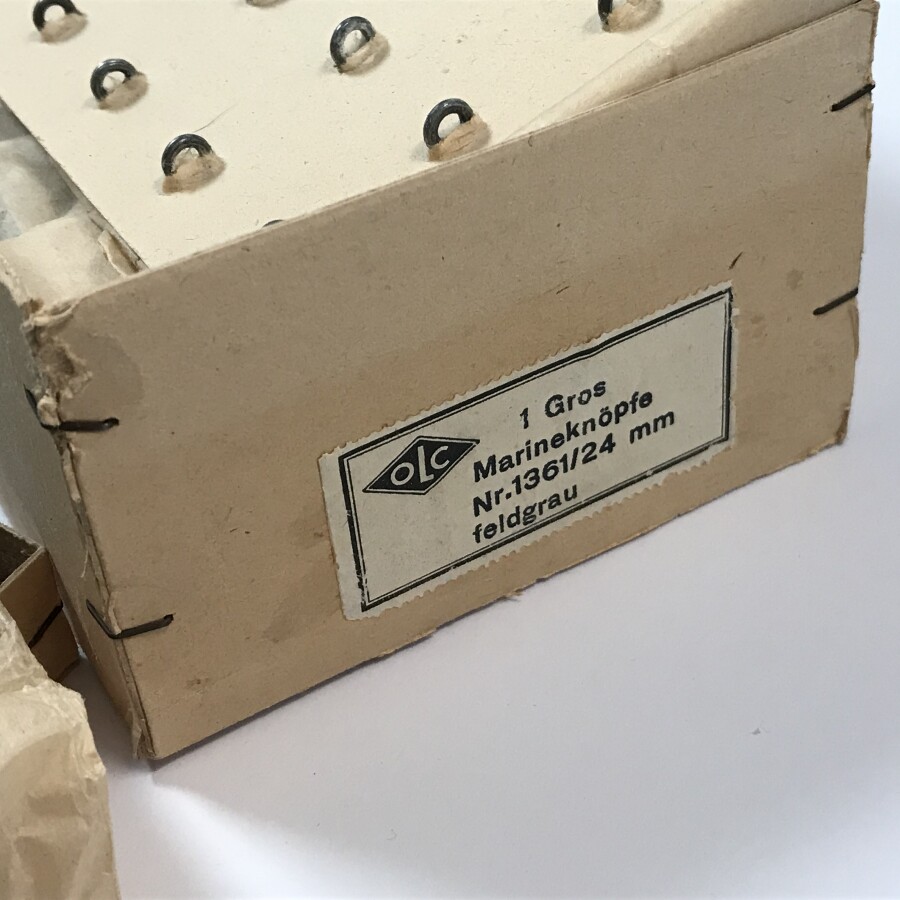 OLC
1 Gros
Marineknöpfe
Nr.1361/24 mm
feldgrau